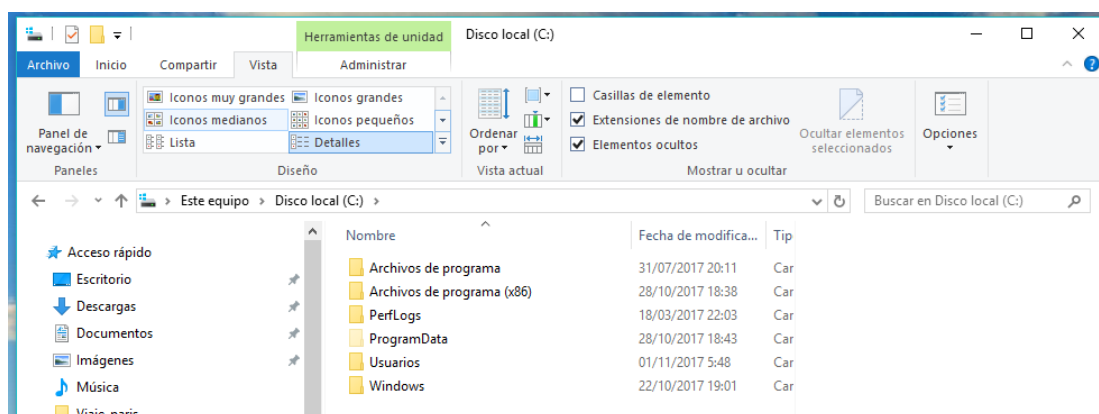 Herramientas de unidad Disco local (C:)
Archivo Inicio Compartir Vista Administrar
Panel de navegación
Paneles
Iconos muy grandes Iconos grandes
Iconos medianos Iconos pequeños
Lista Detalles
Diseño
Ordenar por
Vista actual
Casillas de elemento
Extensiones de nombre de archivo
Elementos ocultos
Ocultar elementos seleccionados
Mostrar u ocultar
Opciones
Este equipo > Disco local (C:) >
Buscar en Disco local (C:)
Acceso rápido
Escritorio
Descargas
Documentos
Imágenes
Música
Nombre Fecha de modifica... Tip
Archivos de programa 31/07/2017 20:11 Car
Archivos de programa (x86) 28/10/2017 18:38 Car
PerfLogs 18/03/2017 22:03 Car
ProgramData 28/10/2017 18:43 Car
Usuarios 01/11/2017 5:48 Car
Windows 22/10/2017 19:01 Car